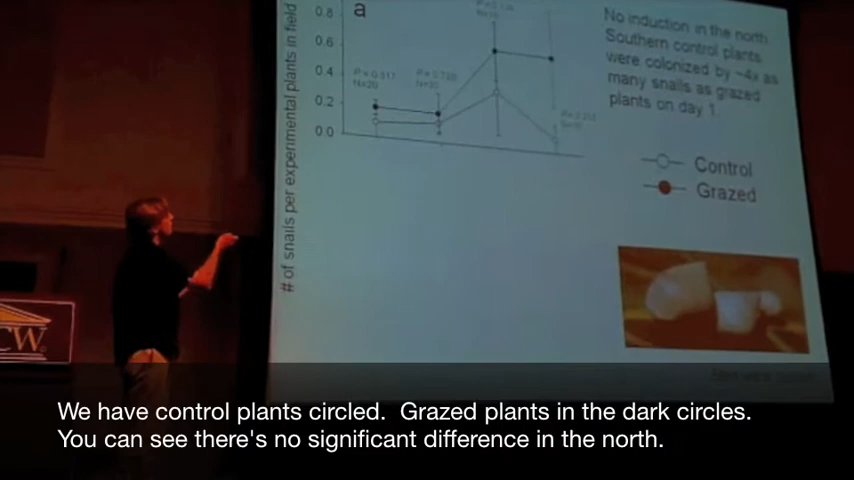 0.8
a
0.6
0.4
0.2
0.0
N=20
# of snails per experimental plants in field
No induction in the north.
Southern control plants
were colonized by ~4x as
many snails as grazed
plants on day 1.
Control
Grazed
CW
We have control plants circled. Grazed plants in the dark circles.
You can see there's no significant difference in the north.